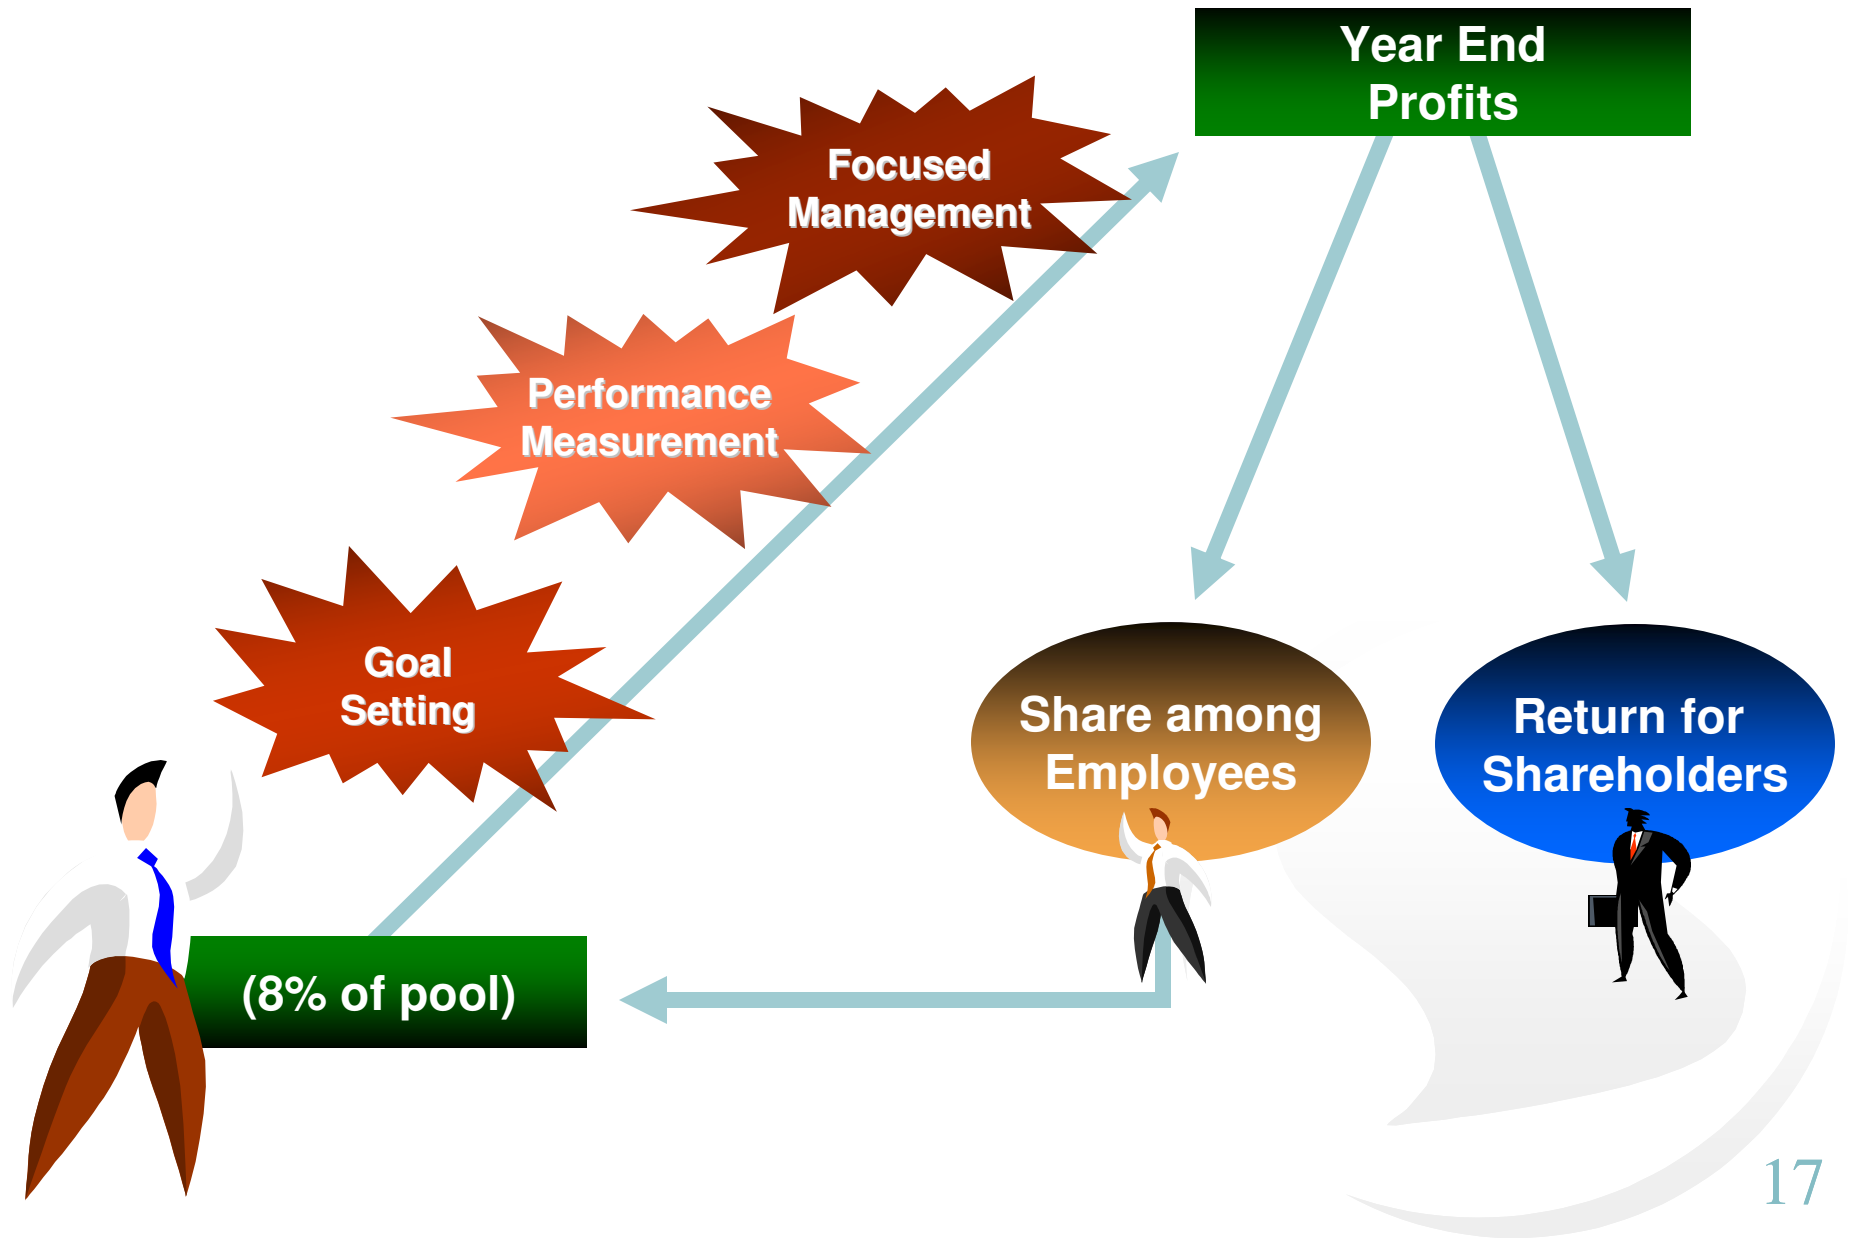 Year End
Profits
Focused
Management
Performance
Measurement
Goal
Setting
Share among
Employees
Return for
Shareholders
(8% of pool)
17